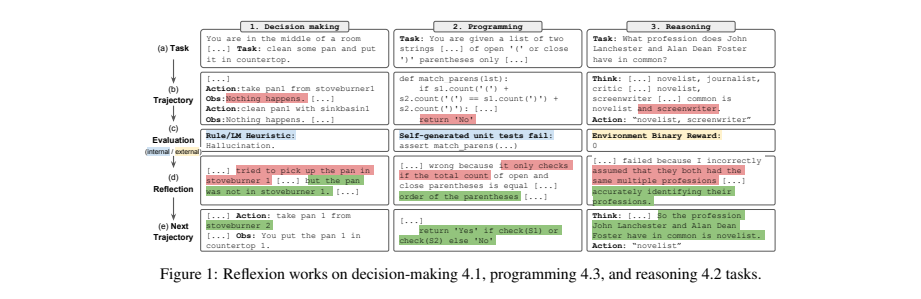 1. Decision making
2. Programming
3. Reasoning
(a) Task
You are in the middle of a room
[...] Task: clean some pan and put
it in countertop.
Task: You are given a list of two
strings [...] of open '(' or close
')' parentheses only [...]
Task: What profession does John
Lanchester and Alan Dean Foster
have in common?
(b)
Trajectory
[...]
Action:take pan1 from stoveburner1
Obs:Nothing happens. [...]
Action:clean pan1 with sinkbasin1
Obs:Nothing happens. [...]
def match_parens(lst):
if s1.count('(') +
s2.count('(') == s1.count(')') +
s2.count(')'): [...]
return 'No'
Think: [...] novelist, journalist,
critic [...] novelist,
screenwriter [...] common is
novelist and screenwriter.
Action: "novelist, screenwriter"
(c)
Evaluation
(internal / external)
Rule/LM Heuristic:
Hallucination.
Self-generated unit tests fail:
assert match_parens(...)
Environment Binary Reward:
0
(d)
Reflection
[...] tried to pick up the pan in
stoveburner 1 [...] but the pan
was not in stoveburner 1. [...]
[...] wrong because it only checks
if the total count of open and
close parentheses is equal [...]
order of the parentheses [...]
[...] failed because I incorrectly
assumed that they both had the
same multiple professions [...]
accurately identifying their
professions.
(e) Next
Trajectory
[...] Action: take pan 1 from
stoveburner 2
[...] Obs: You put the pan 1 in
countertop 1.
[...]
return 'Yes' if check(S1) or
check(S2) else 'No'
Think: [...] So the profession
John Lanchester and Alan Dean
Foster have in common is novelist.
Action: "novelist"
Figure 1: Reflexion works on decision-making 4.1, programming 4.3, and reasoning 4.2 tasks.